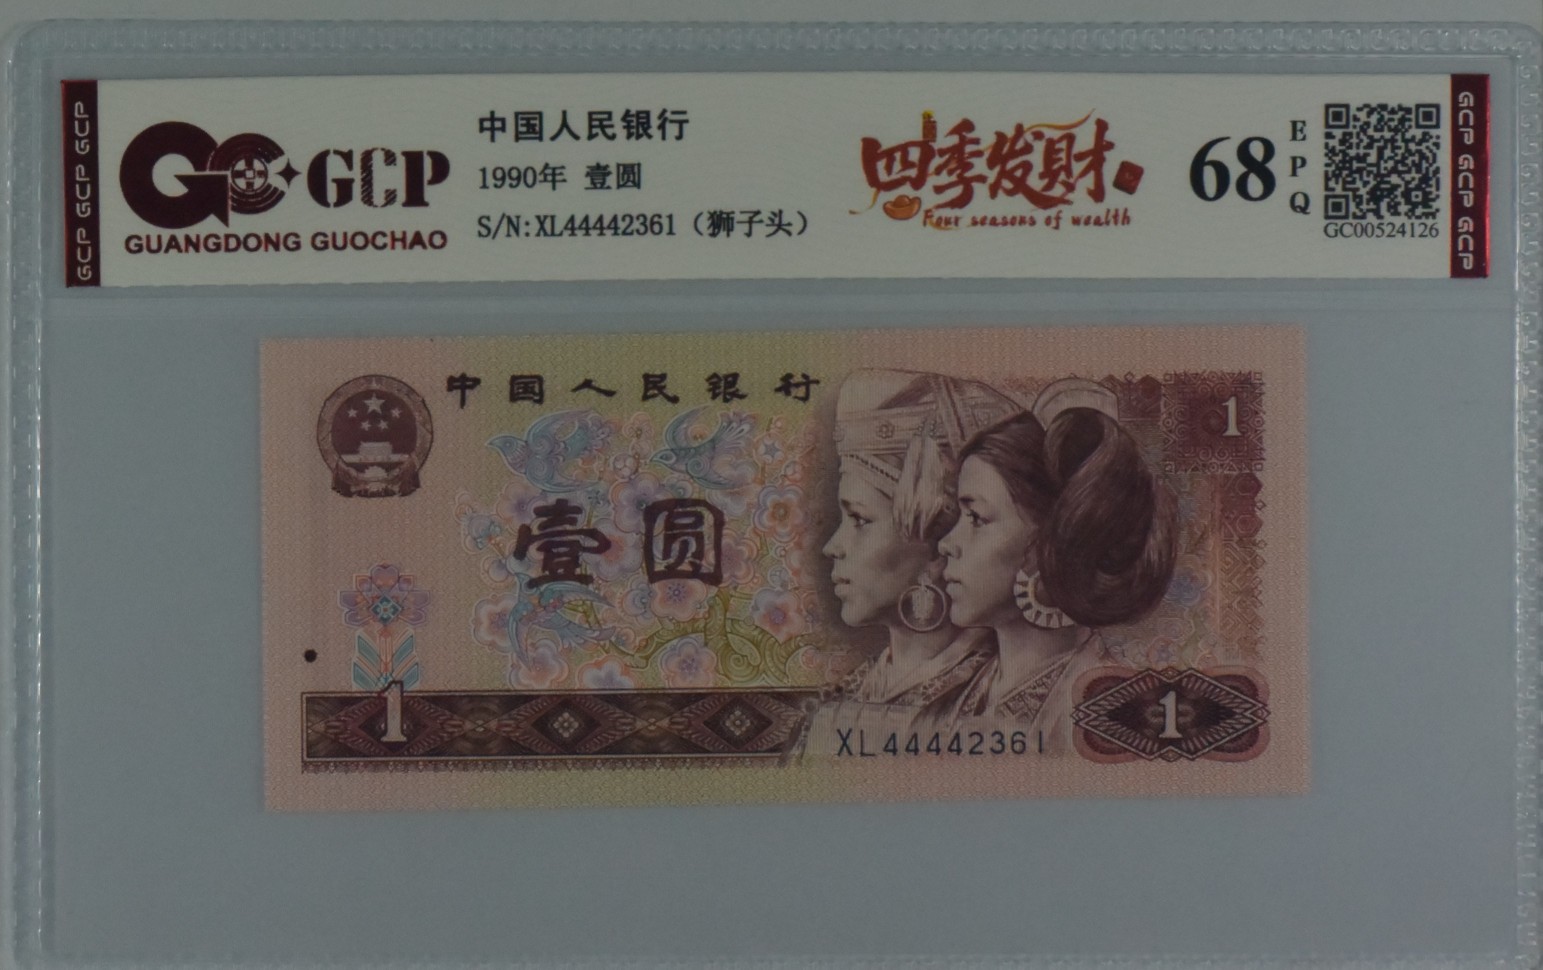 GCP GCP GCP
GCP
GUANGDONG GUOCHAO
中国人民银行
1990年 壹圆
S/N:XL44442361（狮子头）
四季发财
Four seasons of wealth
68
EPQ
GC00524126
GCP GCP GCP
中国人民银行
1
壹圆
1
XL44442361
1